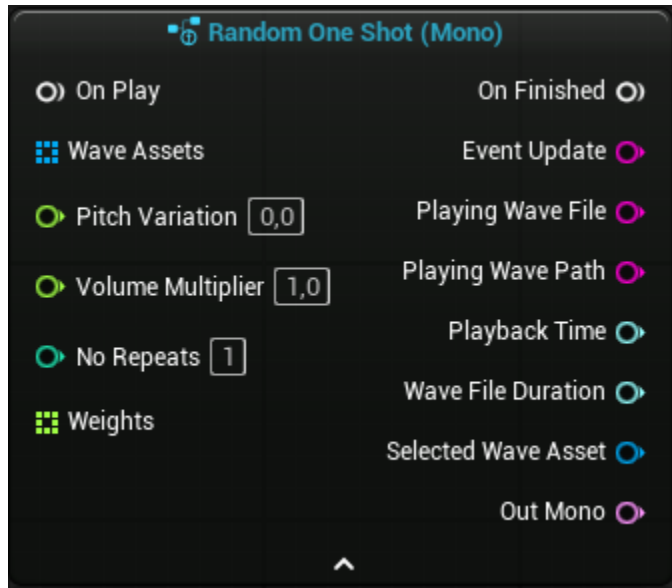 Random One Shot (Mono)
On Play
On Finished
Wave Assets
Event Update
Pitch Variation 0,0
Playing Wave File
Volume Multiplier 1,0
Playing Wave Path
No Repeats 1
Playback Time
Weights
Wave File Duration
Selected Wave Asset
Out Mono